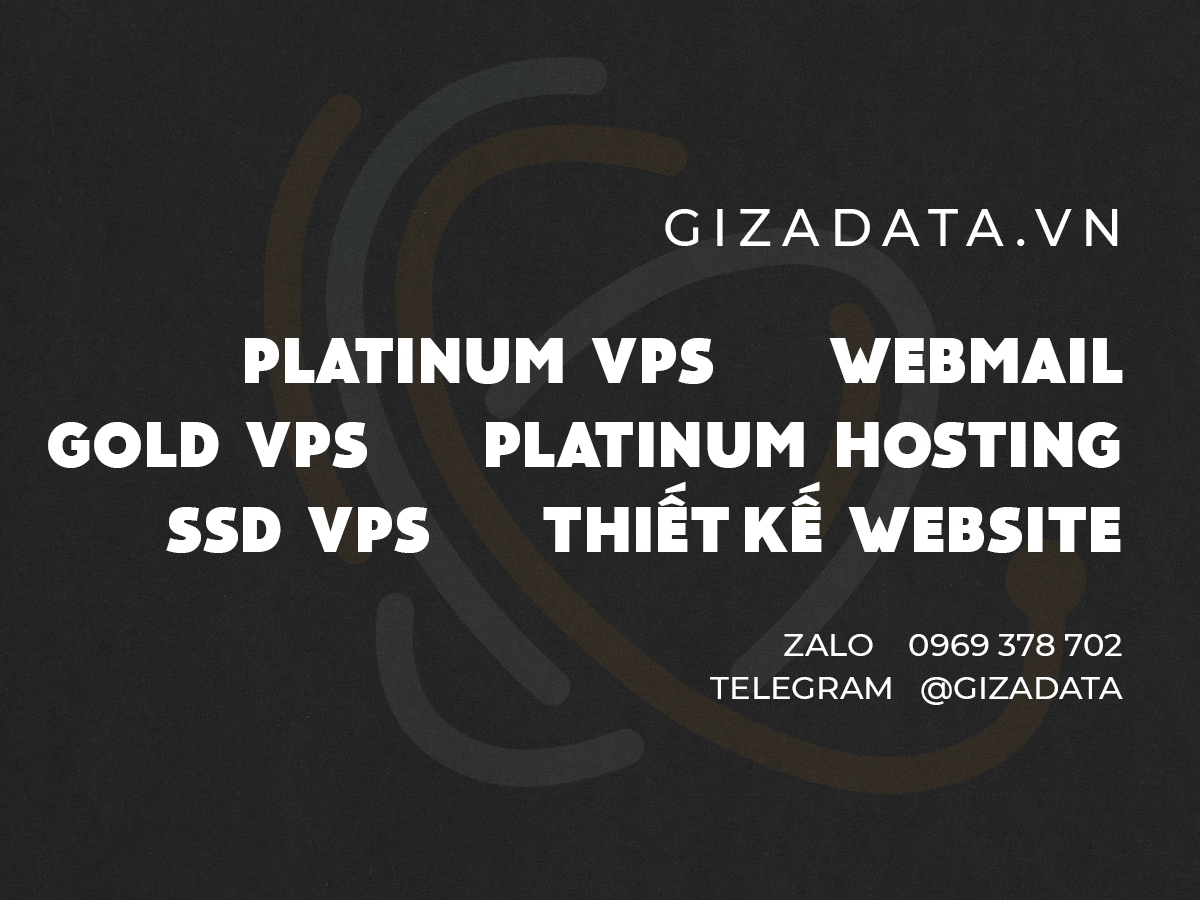 GIZADATA.VN
PLATINUM VPS WEBMAIL
GOLD VPS PLATINUM HOSTING
SSD VPS THIẾT KẾ WEBSITE
ZALO 0969 378 702
TELEGRAM @GIZADATA